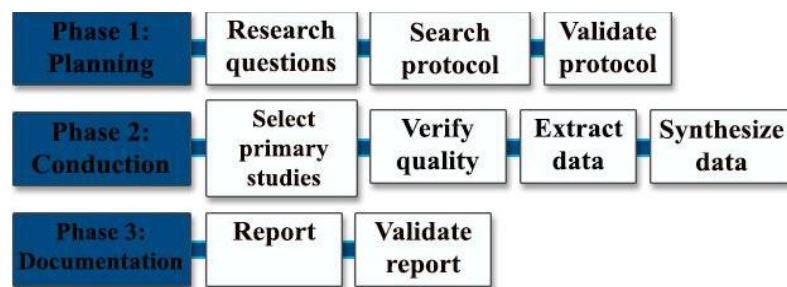 Phase 1:
Planning
Research
questions
Search
protocol
Validate
protocol
Phase 2:
Conduction
Select
primary
studies
Verify
quality
Extract
data
Synthesize
data
Phase 3:
Documentation
Report
Validate
report